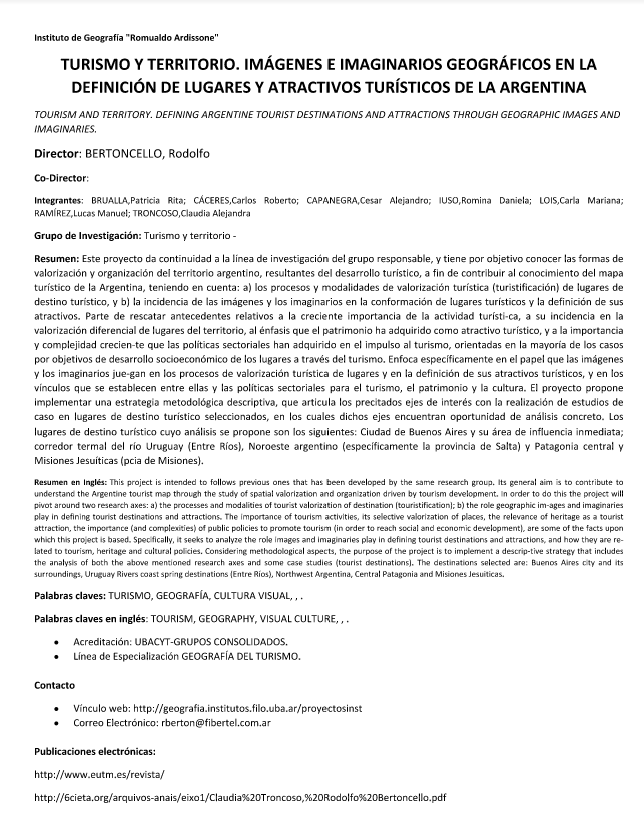 Instituto de Geografía "Romualdo Ardissone"
TURISMO Y TERRITORIO. IMÁGENES E IMAGINARIOS GEOGRÁFICOS EN LA
DEFINICIÓN DE LUGARES Y ATRACTIVOS TURÍSTICOS DE LA ARGENTINA
TOURISM AND TERRITORY. DEFINING ARGENTINE TOURIST DESTINATIONS AND ATTRACTIONS THROUGH GEOGRAPHIC IMAGES AND
IMAGINARIES.
Director: BERTONCELLO, Rodolfo
Co-Director:
Integrantes: BRUALLA,Patricia Rita; CÁCERES,Carlos Roberto; CAPANEGRA,Cesar Alejandro; IUSO,Romina Daniela; LOIS,Carla Mariana;
RAMÍREZ,Lucas Manuel; TRONCOSO,Claudia Alejandra
Grupo de Investigación: Turismo y territorio -
Resumen: Este proyecto da continuidad a la línea de investigación del grupo responsable, y tiene por objetivo conocer las formas de
valorización y organización del territorio argentino, resultantes del desarrollo turístico, a fin de contribuir al conocimiento del mapa
turístico de la Argentina, teniendo en cuenta: a) los procesos y modalidades de valorización turística (turistificación) de lugares de
destino turístico, y b) la incidencia de las imágenes y los imaginarios en la conformación de lugares turísticos y la definición de sus
atractivos. Parte de rescatar antecedentes relativos a la creciente importancia de la actividad turísti-ca, a su incidencia en la
valorización diferencial de lugares del territorio, al énfasis que el patrimonio ha adquirido como atractivo turístico, y a la importancia
y complejidad crecien-te que las políticas sectoriales han adquirido en el impulso al turismo, orientadas en la mayoría de los casos
por objetivos de desarrollo socioeconómico de los lugares a través del turismo. Enfoca específicamente en el papel que las imágenes
y los imaginarios jue-gan en los procesos de valorización turística de lugares y en la definición de sus atractivos turísticos, y en los
vínculos que se establecen entre ellas y las políticas sectoriales para el turismo, el patrimonio y la cultura. El proyecto propone
implementar una estrategia metodológica descriptiva, que articula los precitados ejes de interés con la realización de estudios de
caso en lugares de destino turístico seleccionados, en los cuales dichos ejes encuentran oportunidad de análisis concreto. Los
lugares de destino turístico cuyo análisis se propone son los siguientes: Ciudad de Buenos Aires y su área de influencia inmediata;
corredor termal del río Uruguay (Entre Ríos), Noroeste argentino (específicamente la provincia de Salta) y Patagonia central y
Misiones Jesuíticas (pcia de Misiones).
Resumen en Inglés: This project is intended to follows previous ones that has been developed by the same research group. Its general aim is to contribute to
understand the Argentine tourist map through the study of spatial valorization and organization driven by tourism development. In order to do this the project will
pivot around two research axes: a) the processes and modalities of tourist valorization of destination (touristification); b) the role geographic im-ages and imaginaries
play in defining tourist destinations and attractions. The importance of tourism activities, its selective valorization of places, the relevance of heritage as a tourist
attraction, the importance (and complexities) of public policies to promote tourism (in order to reach social and economic development), are some of the facts upon
which this project is based. Specifically, it seeks to analyze the role images and imaginaries play in defining tourist destinations and attractions, and how they are re-
lated to tourism, heritage and cultural policies. Considering methodological aspects, the purpose of the project is to implement a descrip-tive strategy that includes
the analysis of both the above mentioned research axes and some case studies (tourist destinations). The destinations selected are: Buenos Aires city and its
surroundings, Uruguay Rivers coast spring destinations (Entre Ríos), Northwest Argentina, Central Patagonia and Misiones Jesuíticas.
Palabras claves: TURISMO, GEOGRAFÍA, CULTURA VISUAL, , .
Palabras claves en inglés: TOURISM, GEOGRAPHY, VISUAL CULTURE, , .
• Acreditación: UBACYT-GRUPOS CONSOLIDADOS.
• Línea de Especialización GEOGRAFÍA DEL TURISMO.
Contacto
• Vínculo web: http://geografia.institutos.filo.uba.ar/proyectosinst
• Correo Electrónico: rberton@fibertel.com.ar
Publicaciones electrónicas:
http://www.eutm.es/revista/
http://6cieta.org/arquivos-anais/eixo1/Claudia%20Troncoso,%20Rodolfo%20Bertoncello.pdf